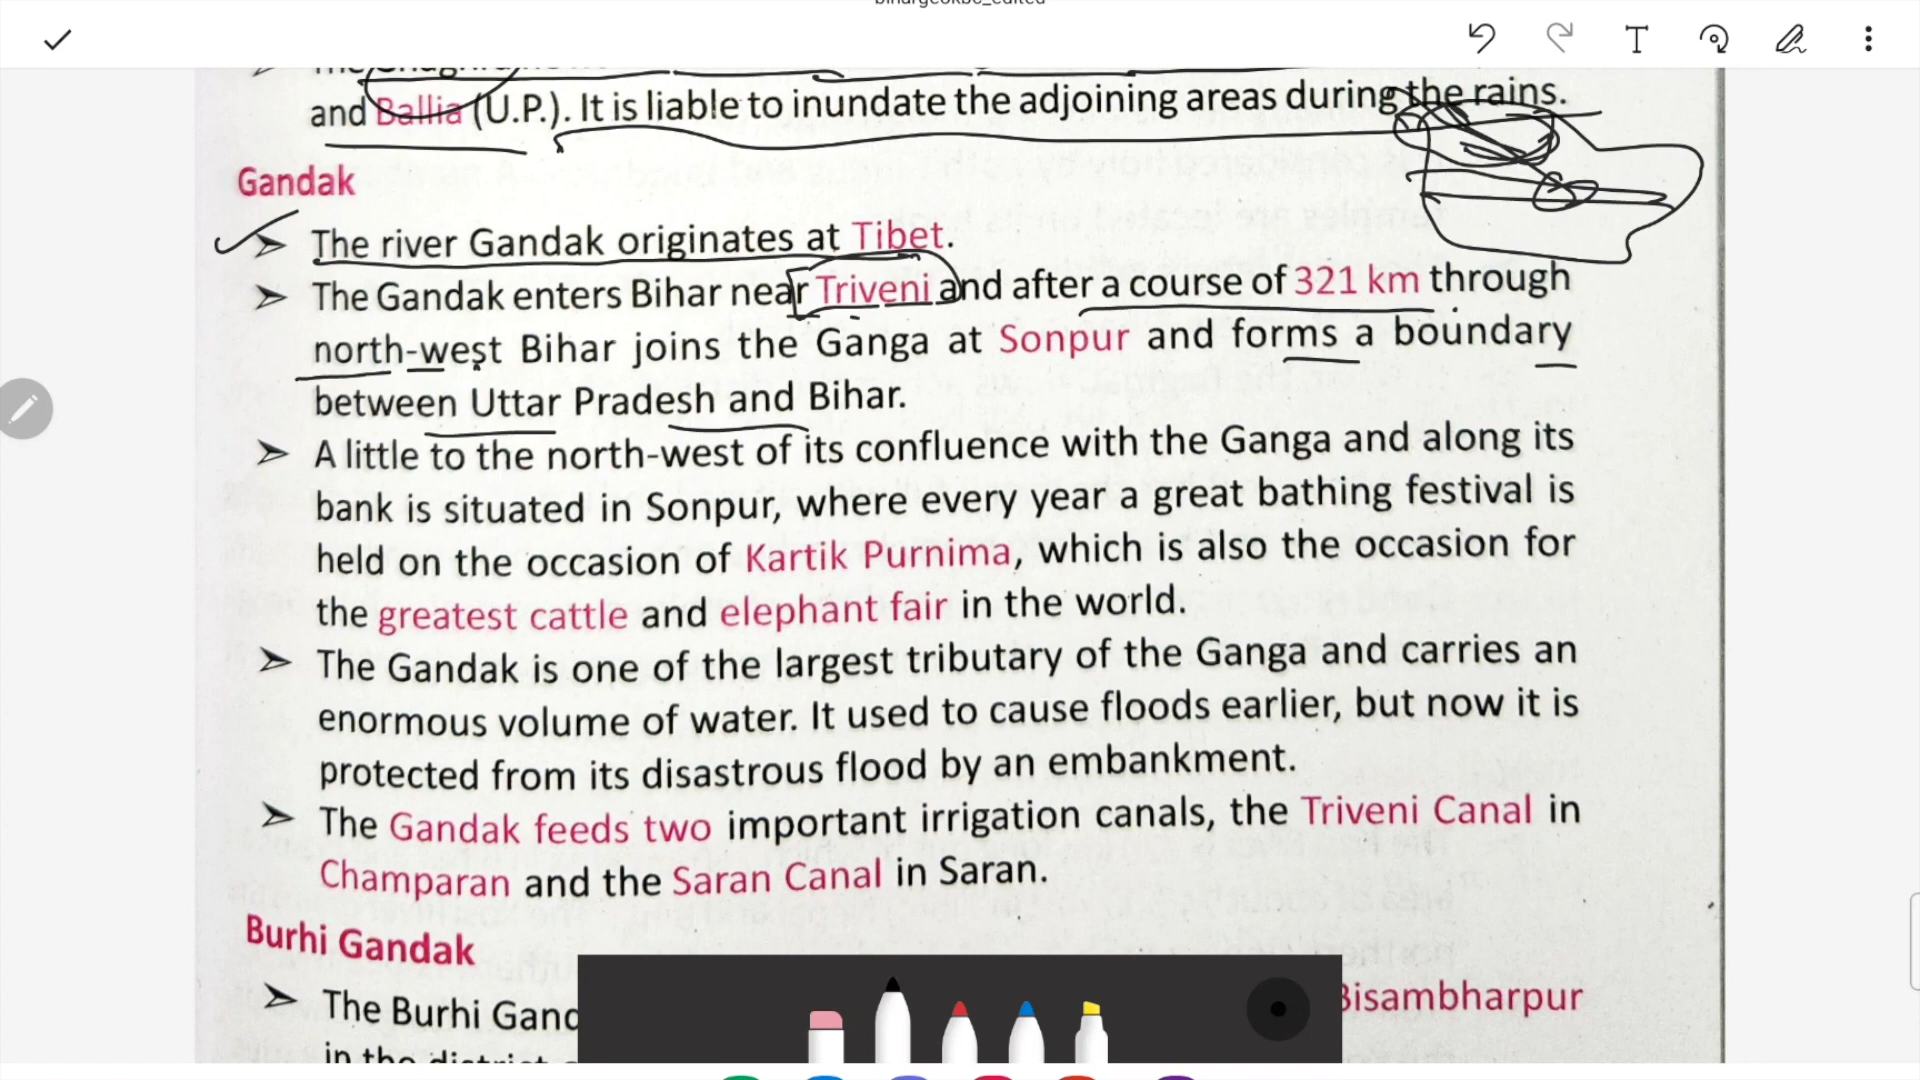 and Ballia (U.P.). It is liable to inundate the adjoining areas during the rains.
Gandak
➤ The river Gandak originates at Tibet.
➤ The Gandak enters Bihar near Triveni and after a course of 321 km through
north-west Bihar joins the Ganga at Sonpur and forms a boundary
between Uttar Pradesh and Bihar.
➤ A little to the north-west of its confluence with the Ganga and along its
bank is situated in Sonpur, where every year a great bathing festival is
held on the occasion of Kartik Purnima, which is also the occasion for
the greatest cattle and elephant fair in the world.
➤ The Gandak is one of the largest tributary of the Ganga and carries an
enormous volume of water. It used to cause floods earlier, but now it is
protected from its disastrous flood by an embankment.
➤ The Gandak feeds two important irrigation canals, the Triveni Canal in
Champaran and the Saran Canal in Saran.
Burhi Gandak
➤ The Burhi Gand Bisambharpur
in the